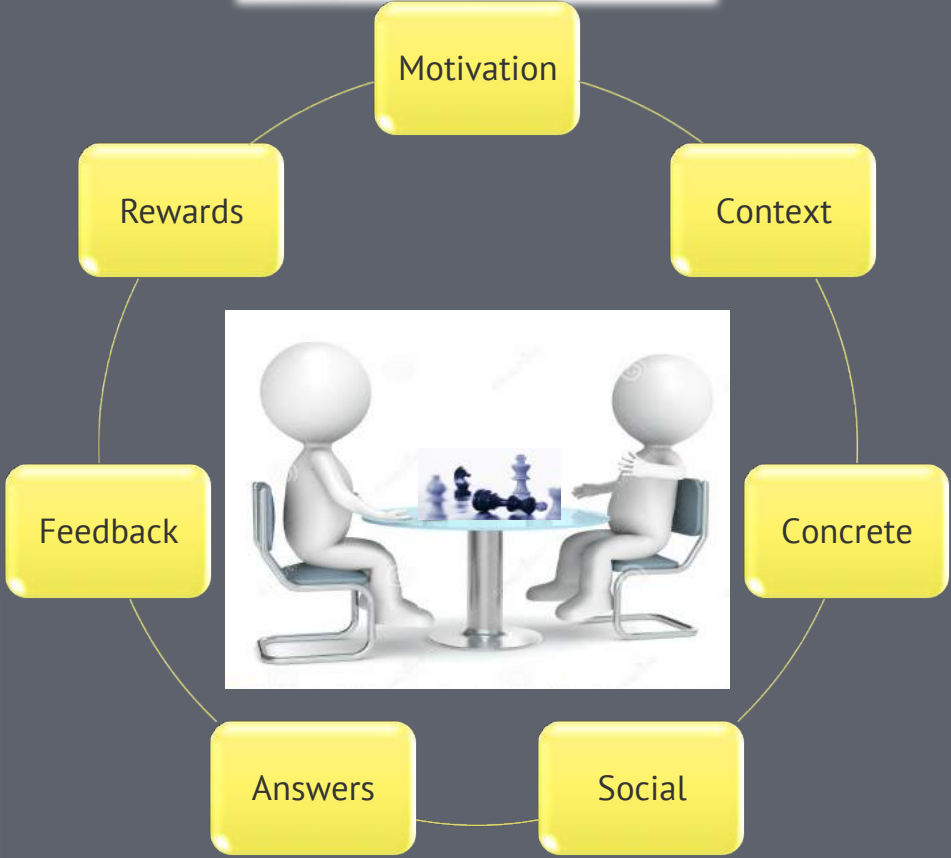 Motivation
Context
Concrete
Social
Answers
Feedback
Rewards